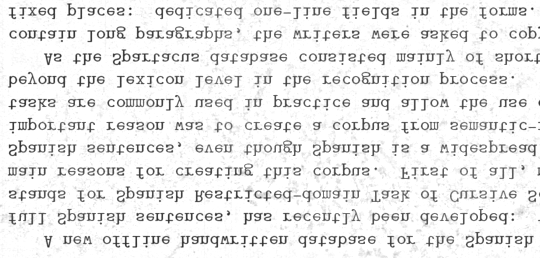 A new offline handwritten database for the Spanish
full Spanish sentences, has recently been developed:
stands for Spanish Restricted-domain Task of Cursive
main reasons for creating this corpus. First of all,
Spanish sentences, even though Spanish is a widespread
important reason was to create a corpus from semantic-
tasks are commonly used in practice and allow the use
beyond the lexicon level in the recognition process.
As the Spartacus database consisted mainly of short
contain long paragraphs, the writers were asked to copy
fixed places: dedicated one-line fields in the forms.